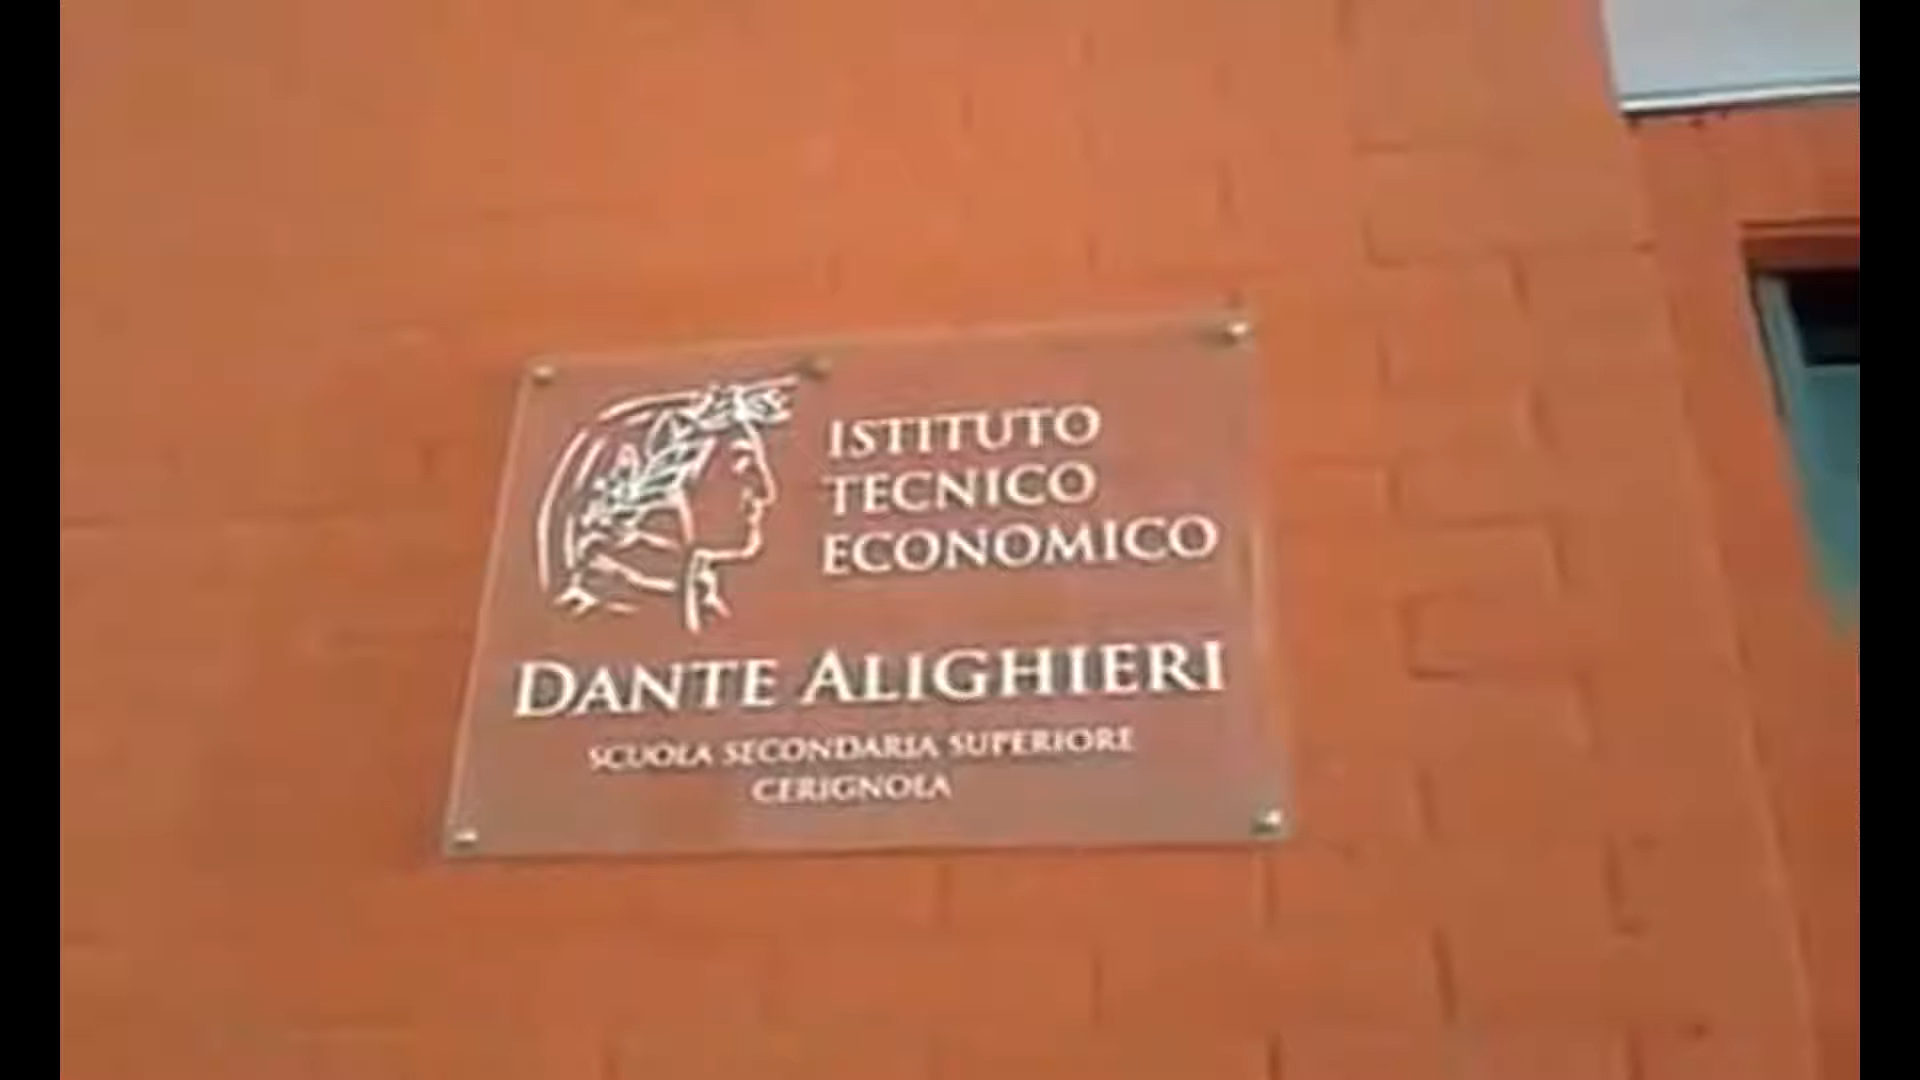 ISTITUTO
TECNICO
ECONOMICO
DANTE ALIGHIERI
SCUOLA SECONDARIA SUPERIORE
CERIGNOLA